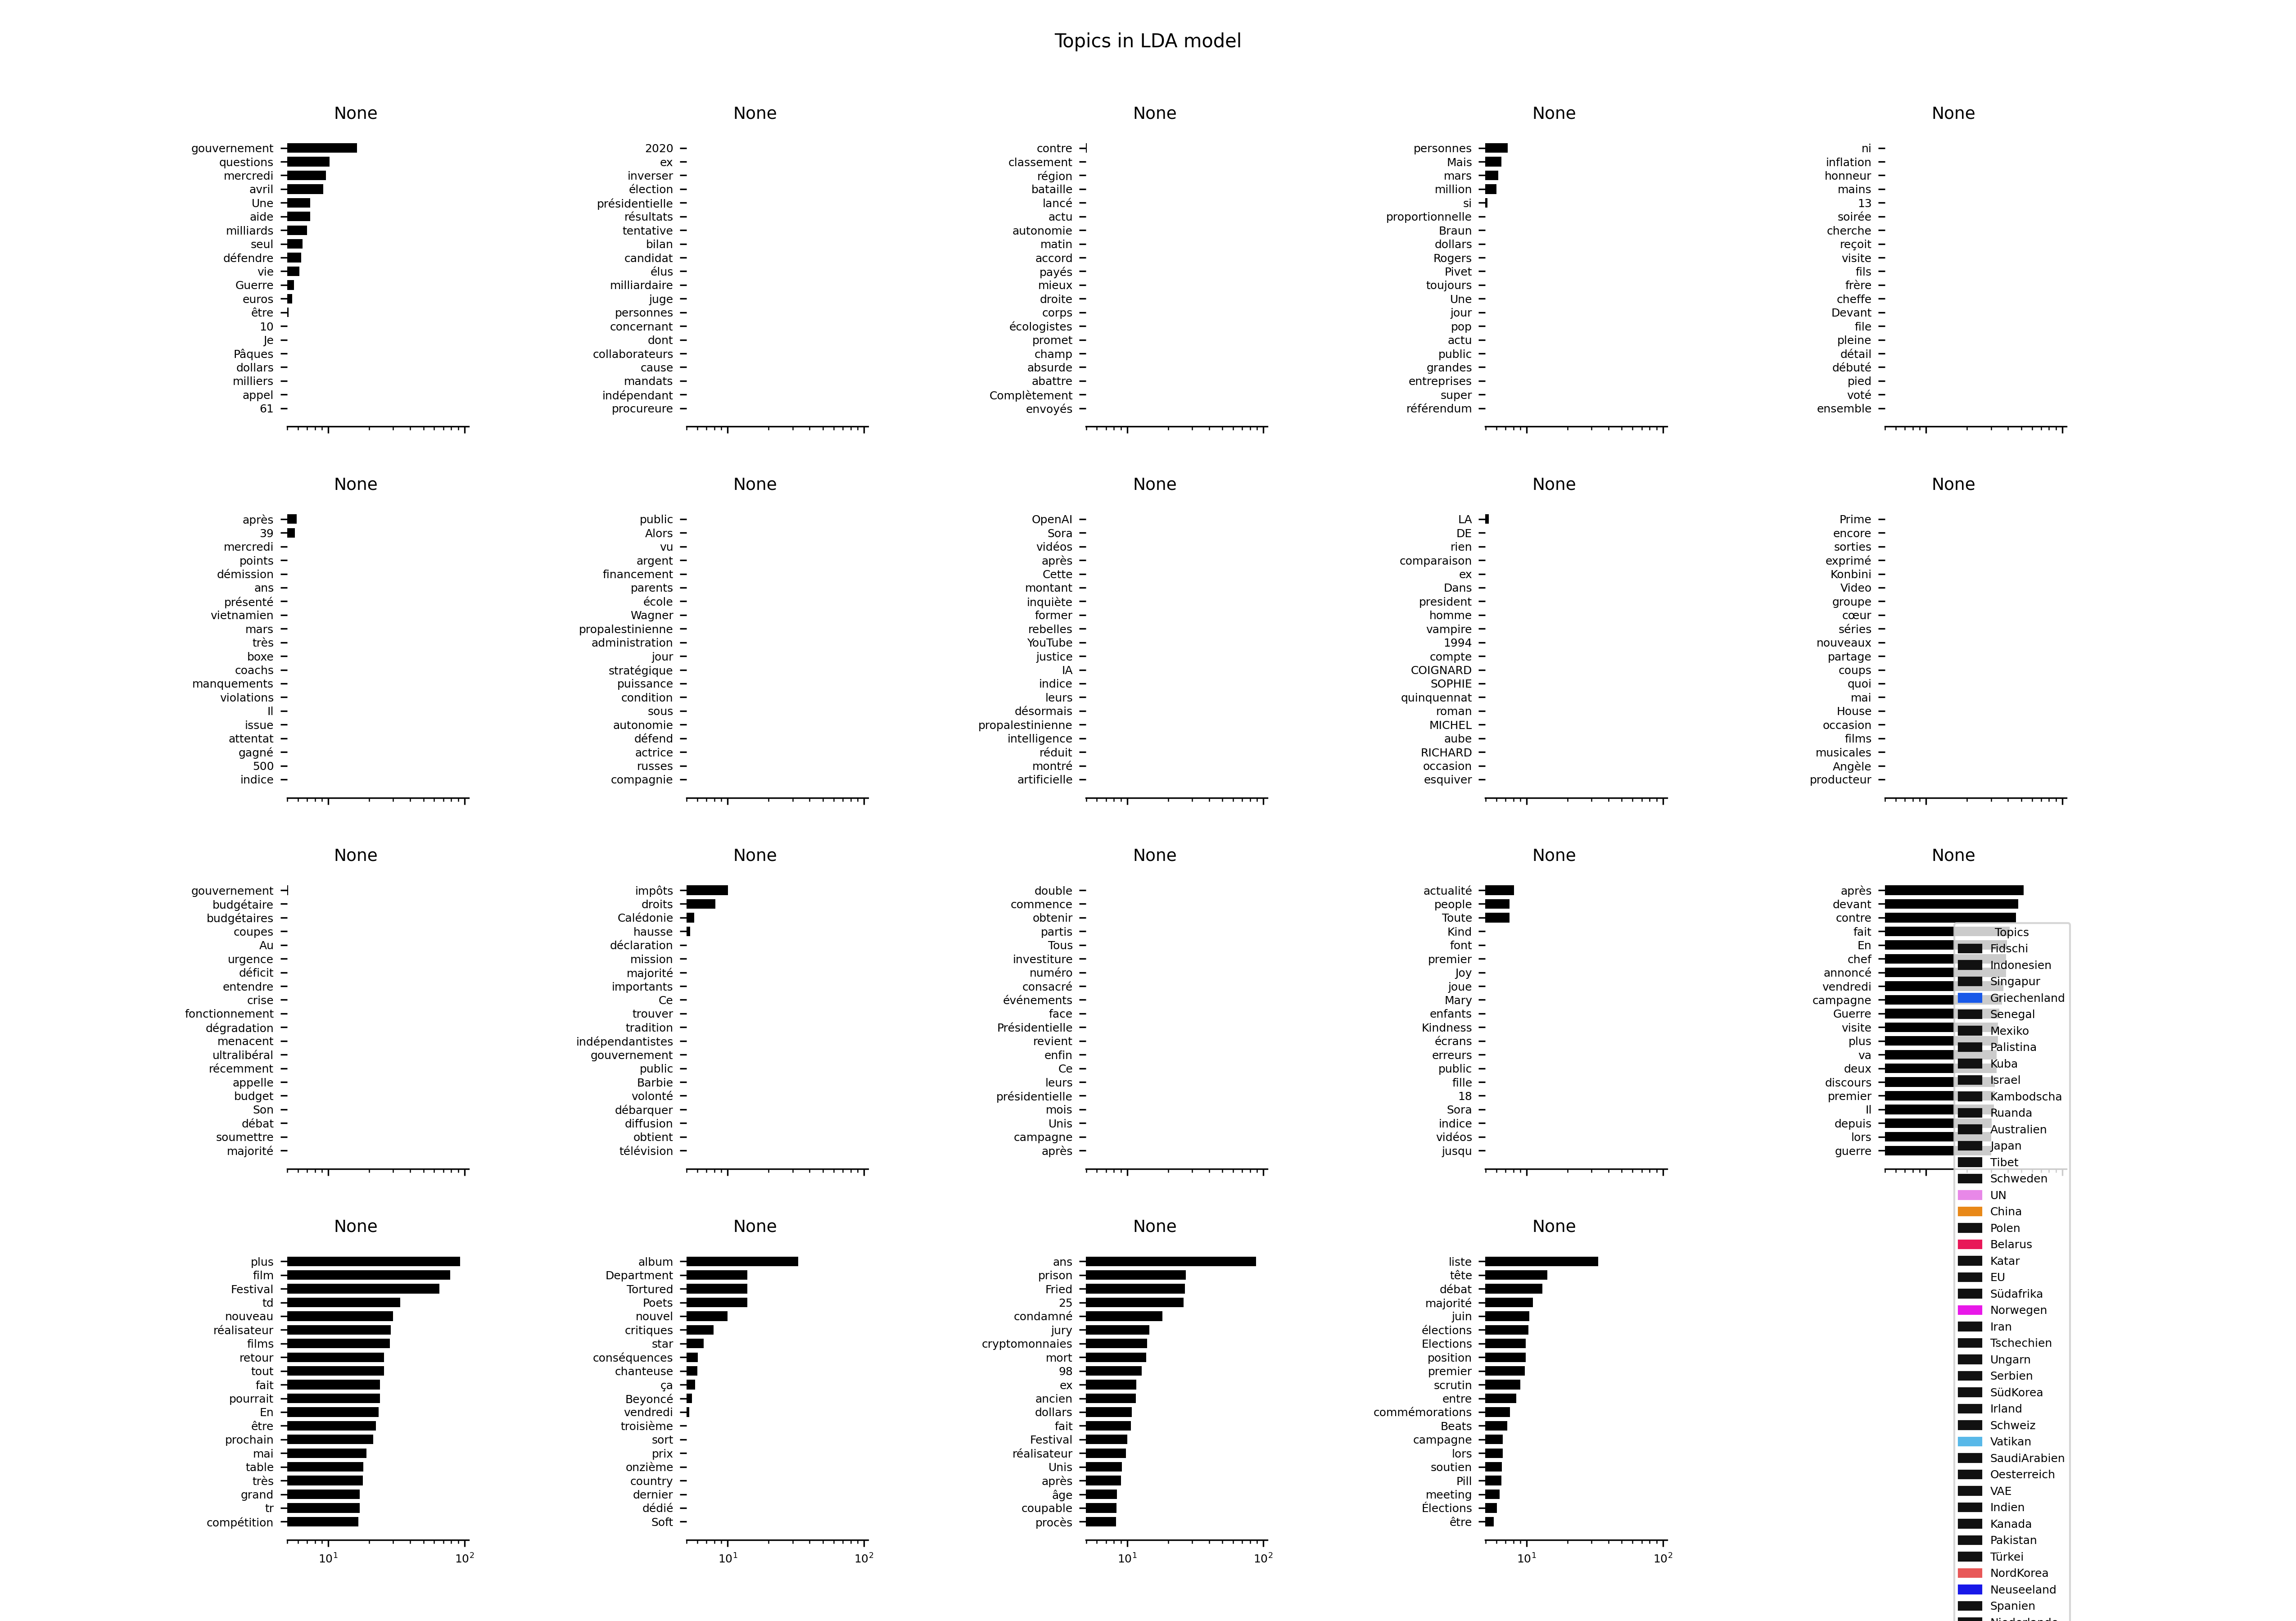 Topics in LDA model
None
gouvernement
questions
mercredi
avril
Une
aide
milliards
seul
défendre
vie
Guerre
euros
être
10
Je
Pâques
dollars
milliers
appel
61
None
2020
ex
inverser
élection
présidentielle
résultats
tentative
bilan
candidat
élus
milliardaire
juge
personnes
concernant
dont
collaborateurs
cause
mandats
indépendant
procureure
None
contre
classement
région
bataille
lancé
actu
autonomie
matin
accord
payés
mieux
droite
corps
écologistes
promet
champ
absurde
abattre
Complètement
envoyés
None
personnes
Mais
mars
million
si
proportionnelle
Braun
dollars
Rogers
Pivet
toujours
Une
jour
pop
actu
public
grandes
entreprises
super
référendum
None
ni
inflation
honneur
mains
13
soirée
cherche
reçoit
visite
fils
frère
cheffe
Devant
file
pleine
détail
débuté
pied
voté
ensemble
None
après
39
mercredi
points
démission
ans
présenté
vietnamien
mars
très
boxe
coachs
manquements
violations
Il
issue
attentat
gagné
500
indice
None
public
Alors
vu
argent
financement
parents
école
Wagner
propalestinienne
administration
jour
stratégique
puissance
condition
sous
autonomie
défend
actrice
russes
compagnie
None
OpenAI
Sora
vidéos
après
Cette
montant
inquiète
former
rebelles
YouTube
justice
IA
indice
leurs
désormais
propalestinienne
intelligence
réduit
montré
artificielle
None
LA
DE
rien
comparaison
ex
Dans
president
homme
vampire
1994
compte
COIGNARD
SOPHIE
quinquennat
roman
MICHEL
aube
RICHARD
occasion
esquiver
None
Prime
encore
sorties
exprimé
Konbini
Video
groupe
cœur
séries
nouveaux
partage
coups
quoi
mai
House
occasion
films
musicales
Angèle
producteur
None
gouvernement
budgétaire
budgétaires
coupes
Au
urgence
déficit
entendre
crise
fonctionnement
dégradation
menacent
ultralibéral
récemment
appelle
budget
Son
débat
soumettre
majorité
None
impôts
droits
Calédonie
hausse
déclaration
mission
majorité
importants
Ce
trouver
tradition
indépendantistes
gouvernement
public
Barbie
volonté
débarquer
diffusion
obtient
télévision
None
double
commence
obtenir
partis
Tous
investiture
numéro
consacré
événements
face
Présidentielle
revient
enfin
Ce
leurs
présidentielle
mois
Unis
campagne
après
None
actualité
people
Toute
Kind
font
premier
Joy
joue
Mary
enfants
Kindness
écrans
erreurs
public
fille
18
Sora
indice
vidéos
jusqu
None
après
devant
contre
fait
En
chef
annoncé
vendredi
campagne
Guerre
visite
plus
va
deux
discours
premier
Il
depuis
lors
guerre
None
plus
film
Festival
td
nouveau
réalisateur
films
retour
tout
fait
pourrait
En
être
prochain
mai
table
très
grand
tr
compétition
10¹
10²
None
album
Department
Tortured
Poets
nouvel
critiques
star
conséquences
chanteuse
ça
Beyoncé
vendredi
troisième
sort
prix
onzième
country
dernier
dédié
Soft
10¹
10²
None
ans
prison
Fried
25
condamné
jury
cryptomonnaies
mort
98
ex
ancien
dollars
fait
Festival
réalisateur
Unis
après
âge
coupable
procès
10¹
10²
None
liste
tête
débat
majorité
juin
élections
Elections
position
premier
scrutin
entre
commémorations
Beats
campagne
lors
soutien
Pill
meeting
Élections
être
10¹
10²
Topics
Fidschi
Indonesien
Singapur
Griechenland
Senegal
Mexiko
Palistina
Kuba
Israel
Kambodscha
Ruanda
Australien
Japan
Tibet
Schweden
UN
China
Polen
Belarus
Katar
EU
Südafrika
Norwegen
Iran
Tschechien
Ungarn
Serbien
SüdKorea
Irland
Schweiz
Vatikan
SaudiArabien
Oesterreich
VAE
Indien
Kanada
Pakistan
Türkei
NordKorea
Neuseeland
Spanien